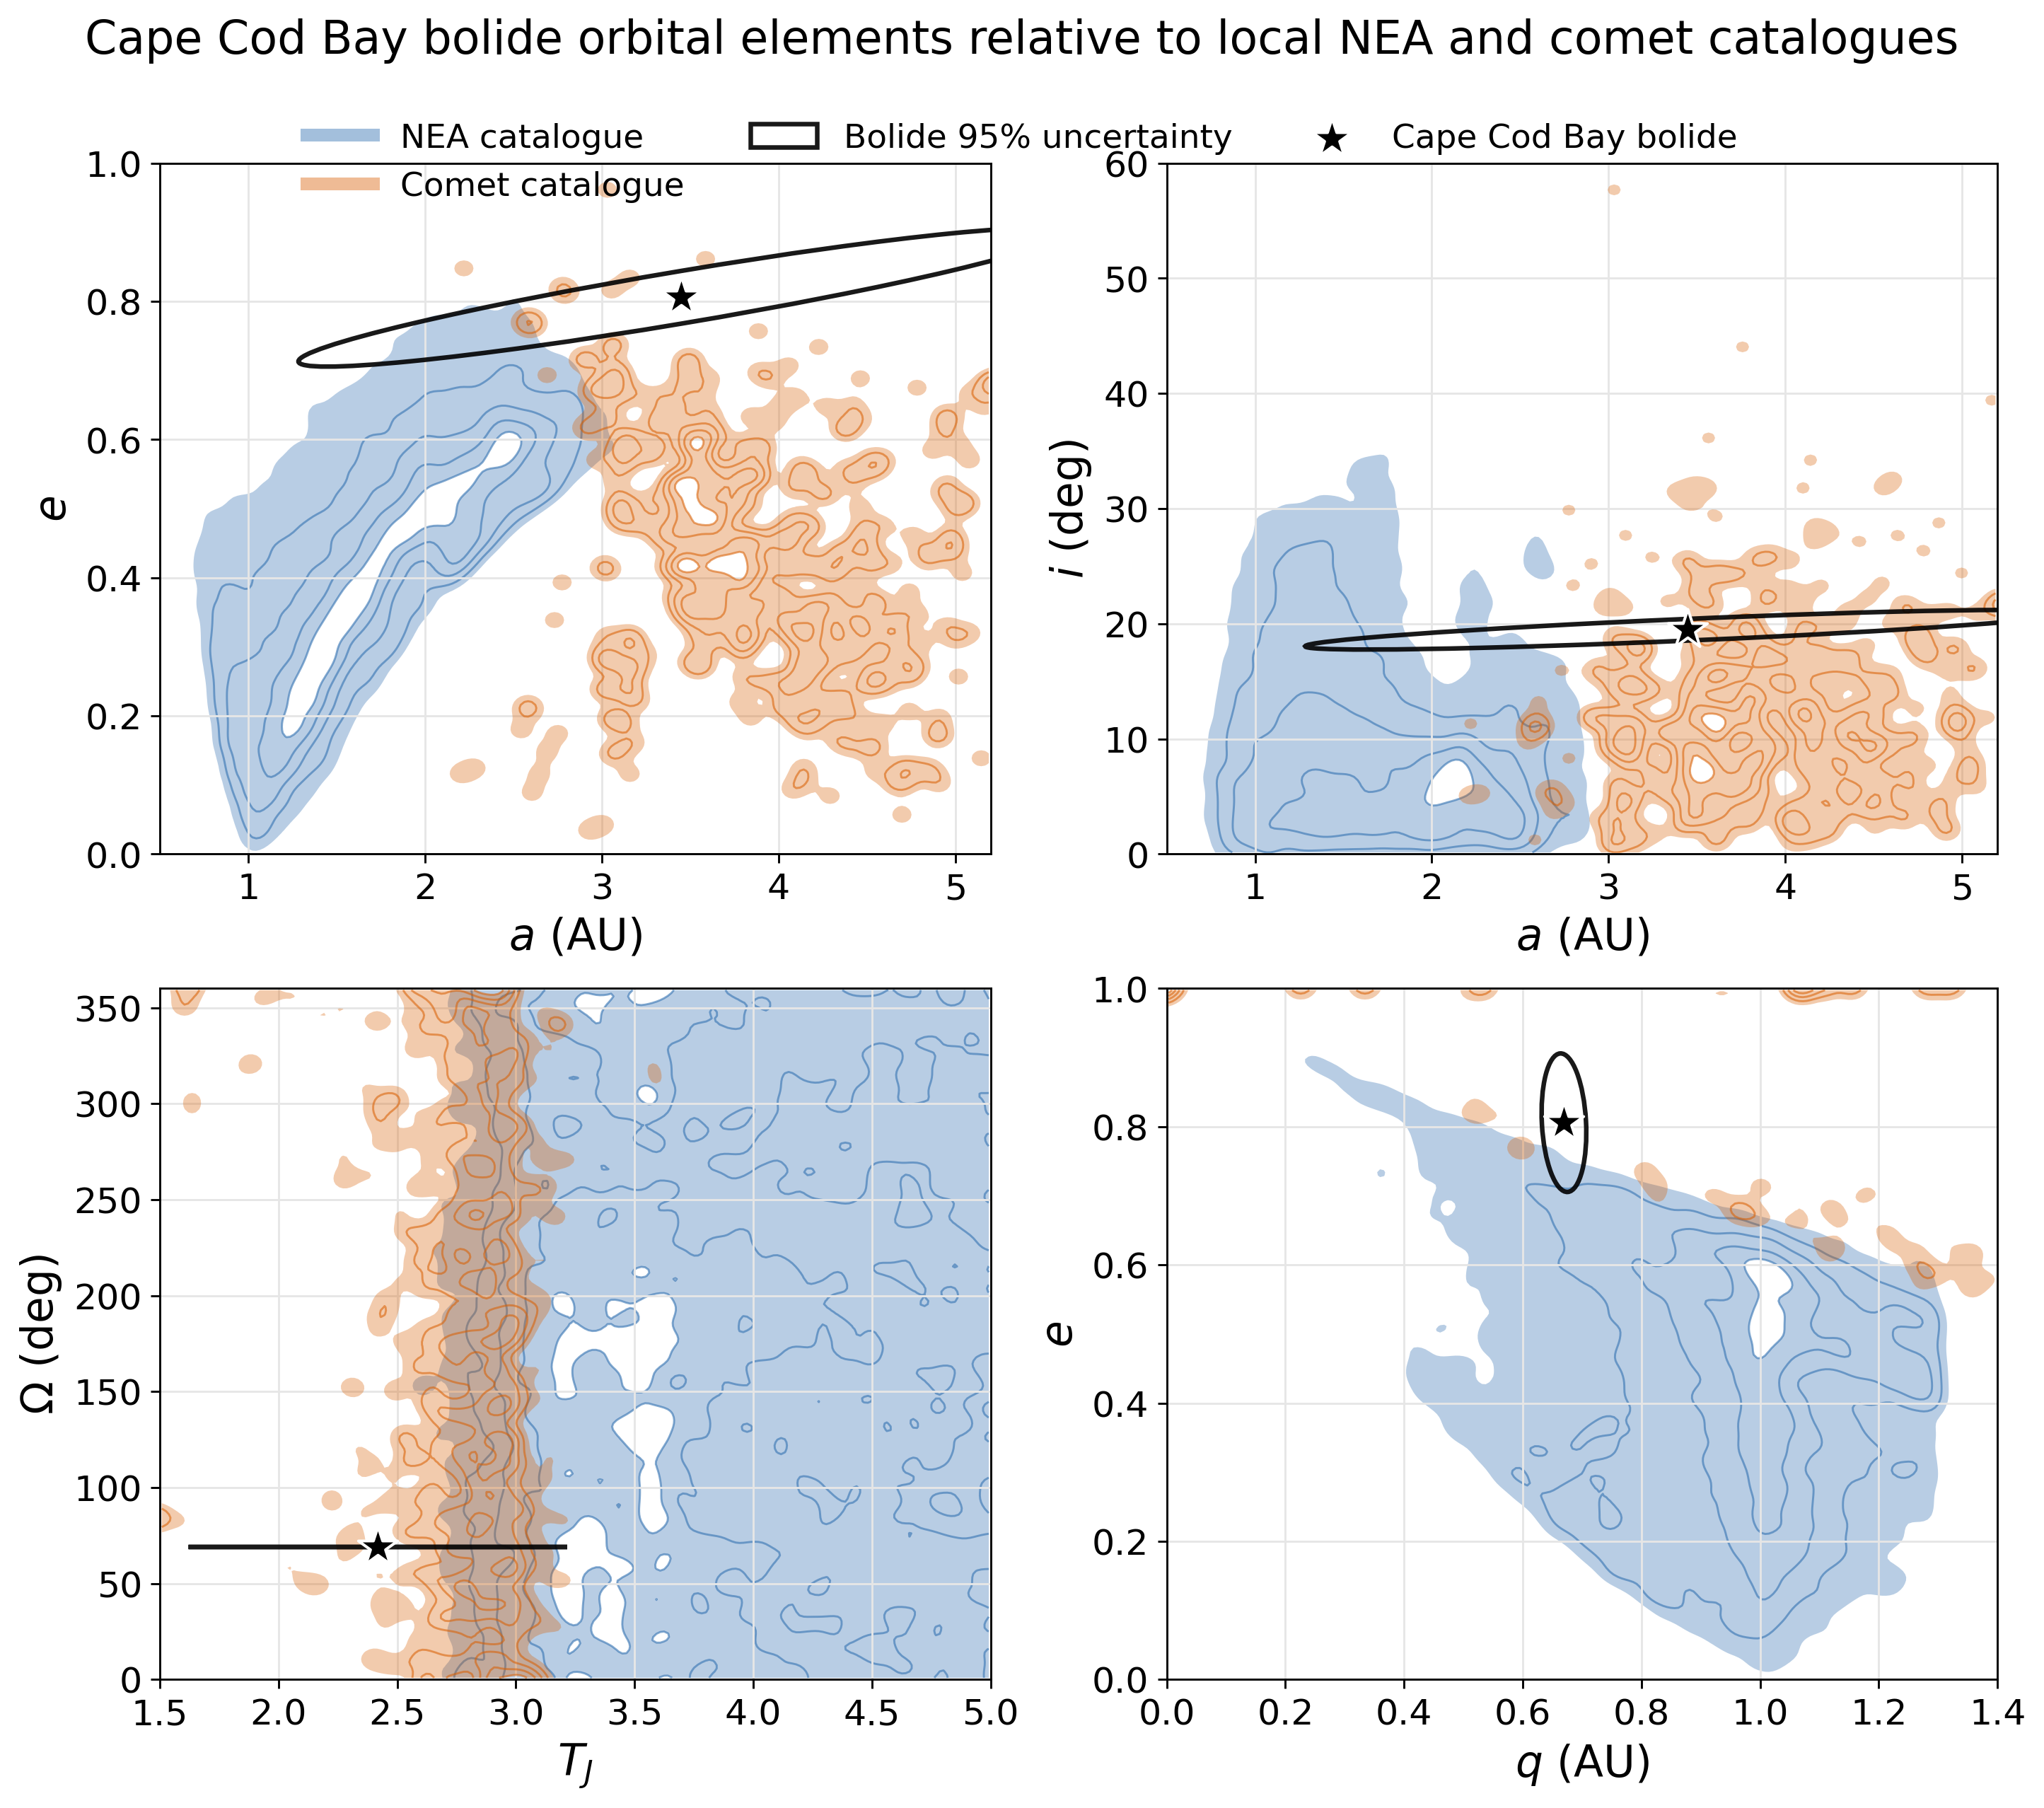 Cape Cod Bay bolide orbital elements relative to local NEA and comet catalogues
NEA catalogue
Bolide 95% uncertainty
Cape Cod Bay bolide
Comet catalogue
1.0
0.8
0.6
0.4
0.2
0.0
e
1 2 3 4 5
a (AU)
60
50
40
30
20
10
0
i (deg)
1 2 3 4 5
a (AU)
350
300
250
200
150
100
50
0
Ω (deg)
1.5 2.0 2.5 3.0 3.5 4.0 4.5 5.0
T_J
1.0
0.8
0.6
0.4
0.2
0.0
e
0.0 0.2 0.4 0.6 0.8 1.0 1.2 1.4
q (AU)